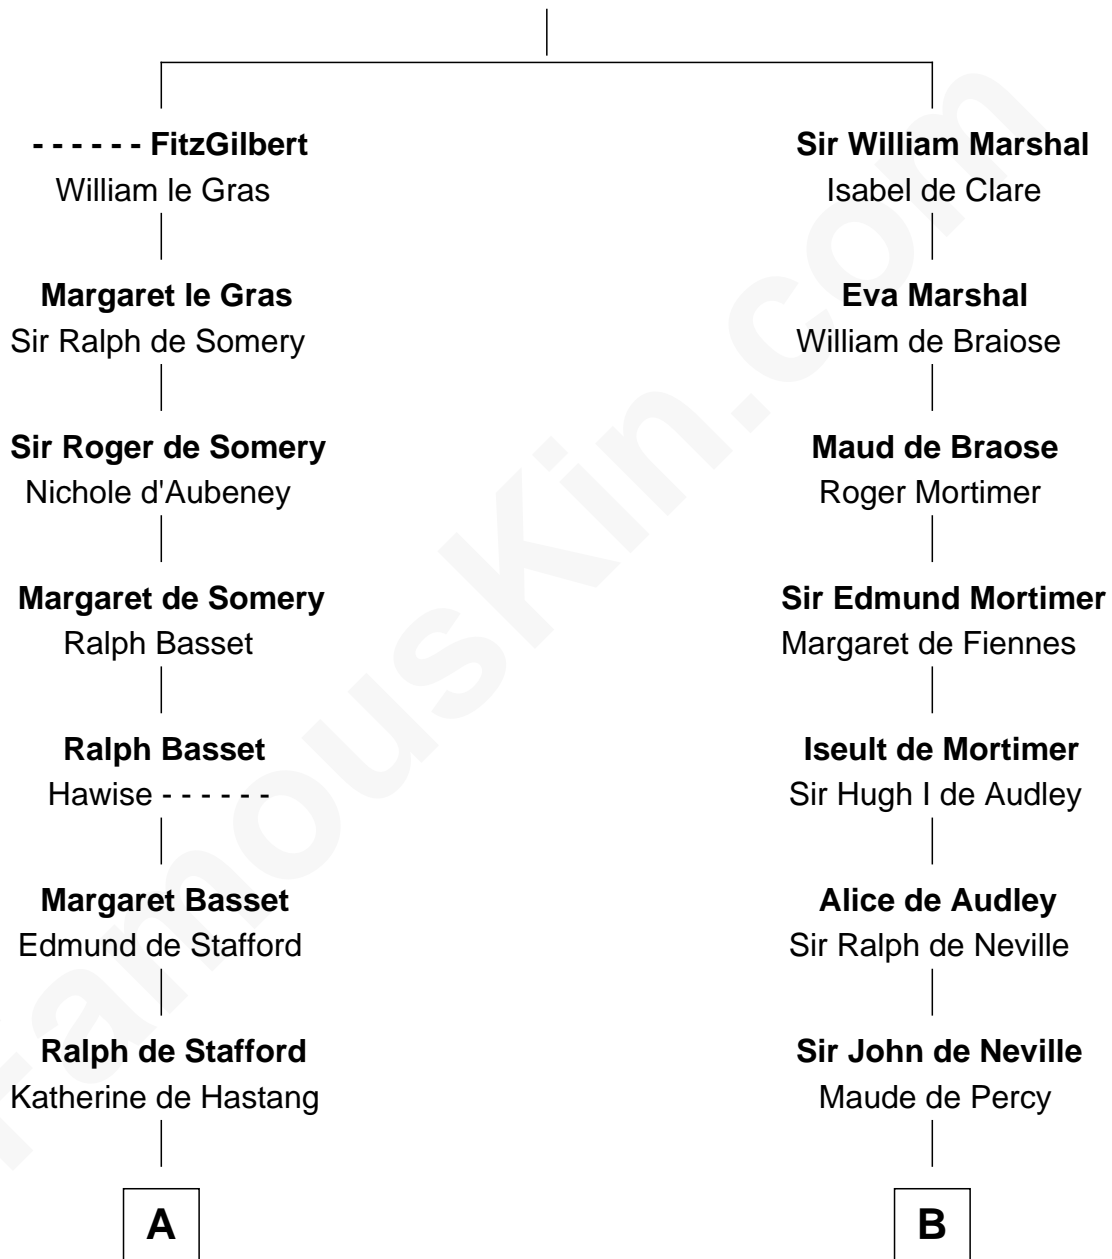 - - - - - - FitzGilbert
William le Gras
Margaret le Gras
Sir Ralph de Somery
Sir Roger de Somery
Nichole d'Aubeney
Margaret de Somery
Ralph Basset
Ralph Basset
Hawise - - - - - -
Margaret Basset
Edmund de Stafford
Ralph de Stafford
Katherine de Hastang
A
Sir William Marshal
Isabel de Clare
Eva Marshal
William de Braiose
Maud de Braose
Roger Mortimer
Sir Edmund Mortimer
Margaret de Fiennes
Iseult de Mortimer
Sir Hugh I de Audley
Alice de Audley
Sir Ralph de Neville
Sir John de Neville
Maude de Percy
B
FamousKin.com